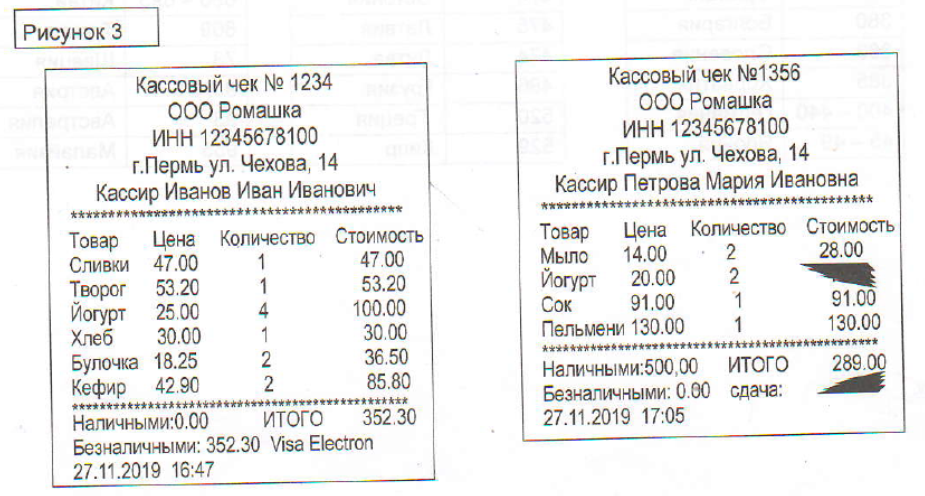 Рисунок 3
Кассовый чек № 1234
ООО Ромашка
ИНН 12345678100
г.Пермь ул. Чехова, 14
Кассир Иванов Иван Иванович
******************************************
Товар Цена Количество Стоимость
Сливки 47.00 1 47.00
Творог 53.20 1 53.20
Йогурт 25.00 4 100.00
Хлеб 30.00 1 30.00
Булочка 18.25 2 36.50
Кефир 42.90 2 85.80
******************************************
Наличными:0.00 ИТОГО 352.30
Безналичными: 352.30 Visa Electron
27.11.2019 16:47
Кассовый чек №1356
ООО Ромашка
ИНН 12345678100
г.Пермь ул. Чехова, 14
Кассир Петрова Мария Ивановна
******************************************
Товар Цена Количество Стоимость
Мыло 14.00 2 28.00
Йогурт 20.00 2
Сок 91.00 1 91.00
Пельмени 130.00 1 130.00
******************************************
Наличными:500,00 ИТОГО 289.00
Безналичными: 0.00 сдача:
27.11.2019 17:05